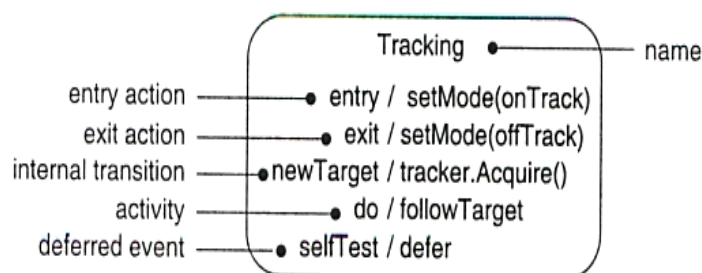 Tracking name
entry action entry / setMode(onTrack)
exit action exit / setMode(offTrack)
internal transition newTarget / tracker.Acquire()
activity do / followTarget
deferred event selfTest / defer